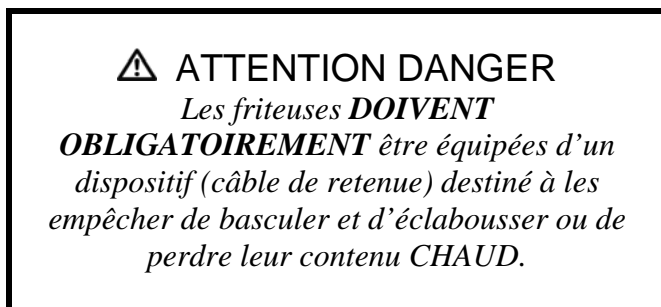 ⚠ ATTENTION DANGER
Les friteuses DOIVENT
OBLIGATOIREMENT être équipées d’un
dispositif (câble de retenue) destiné à les
empêcher de basculer et d’éclabousser ou de
perdre leur contenu CHAUD.